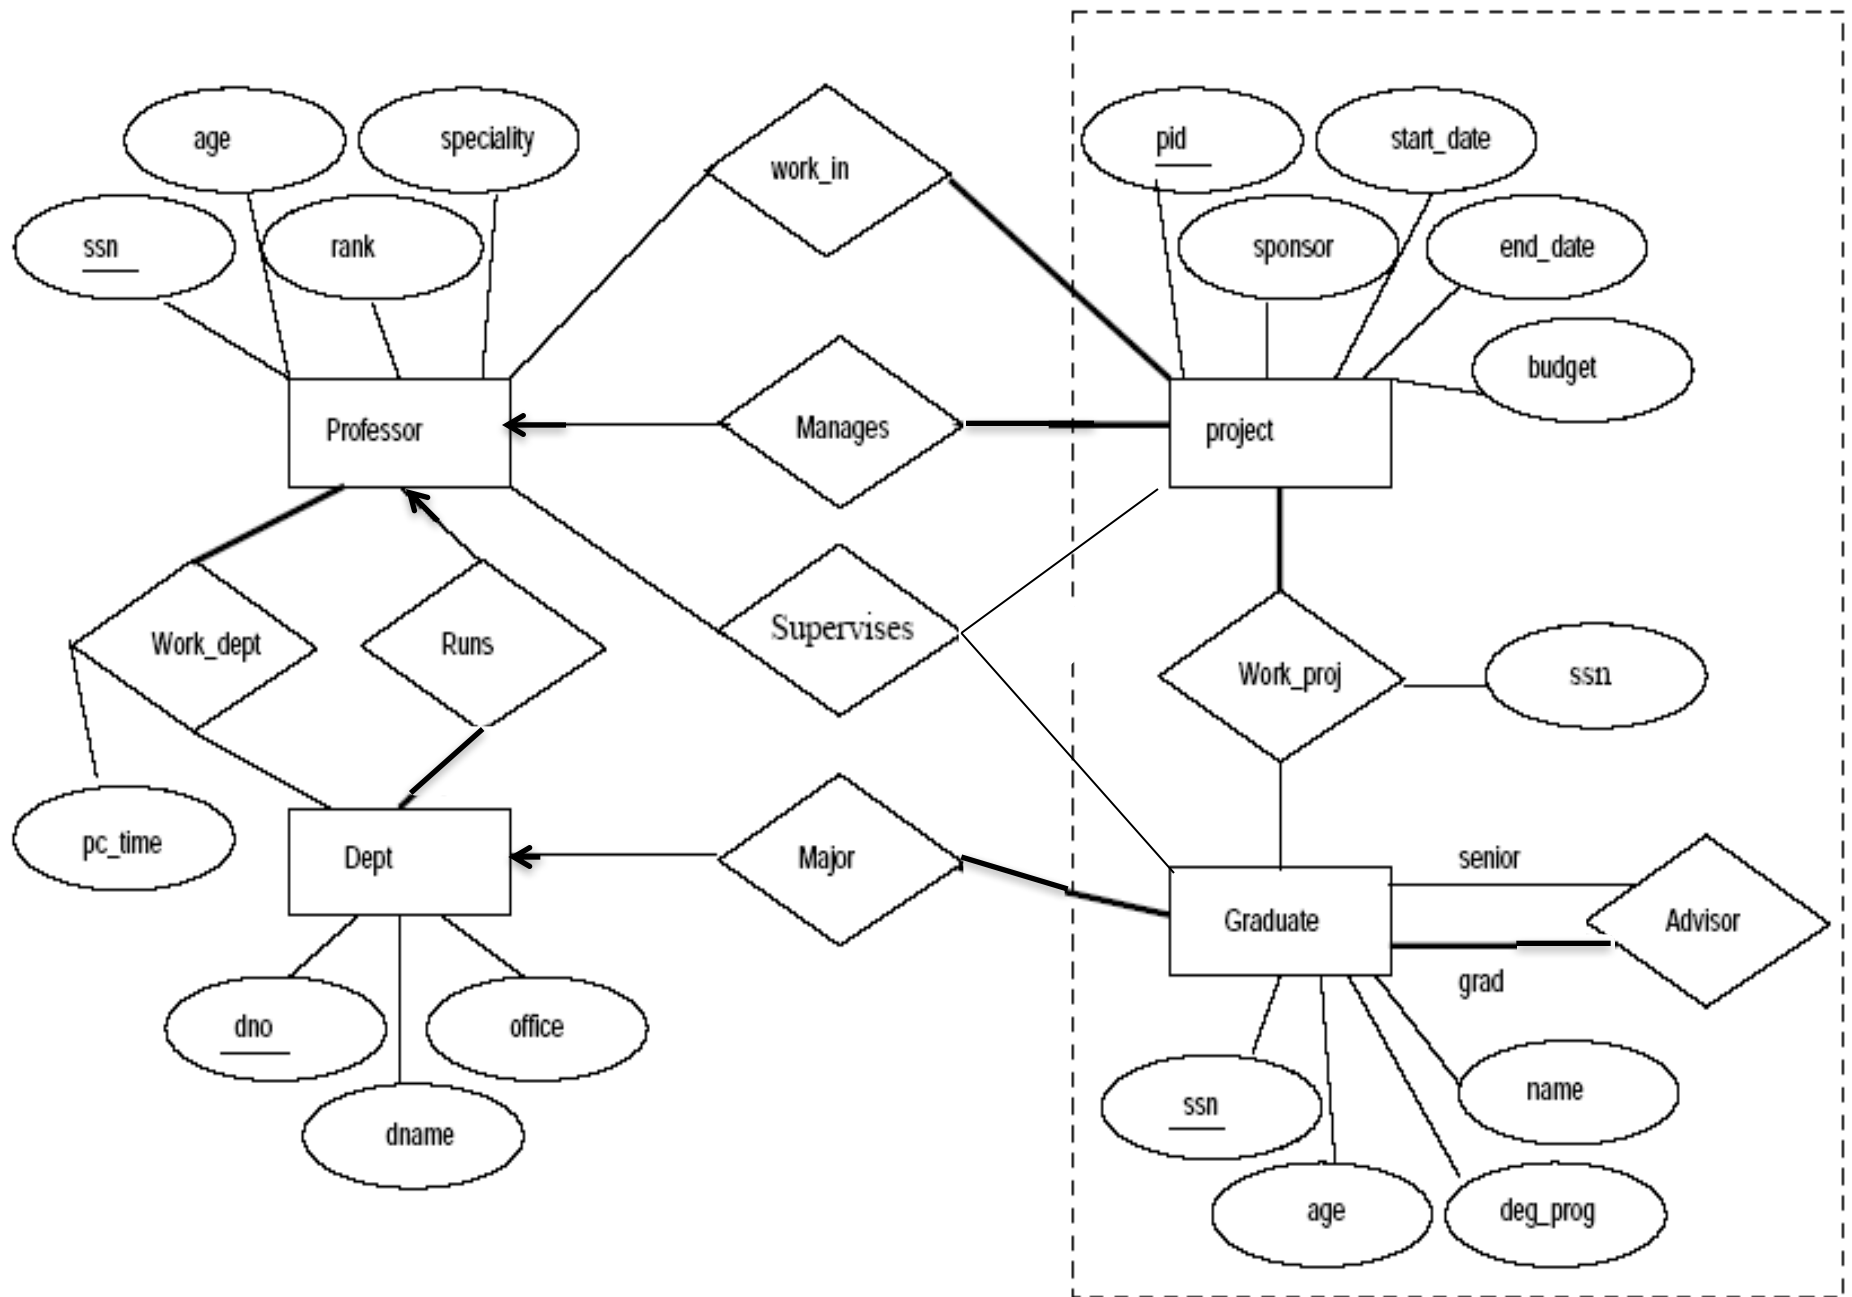 age
speciality
work_in
pid
start_date
ssn
rank
sponsor
end_date
budget
Professor
Manages
project
Work_dept
Runs
Supervises
Work_proj
ssn
pc_time
Dept
Major
senior
Graduate
Advisor
grad
dno
office
name
ssn
dname
age
deg_prog